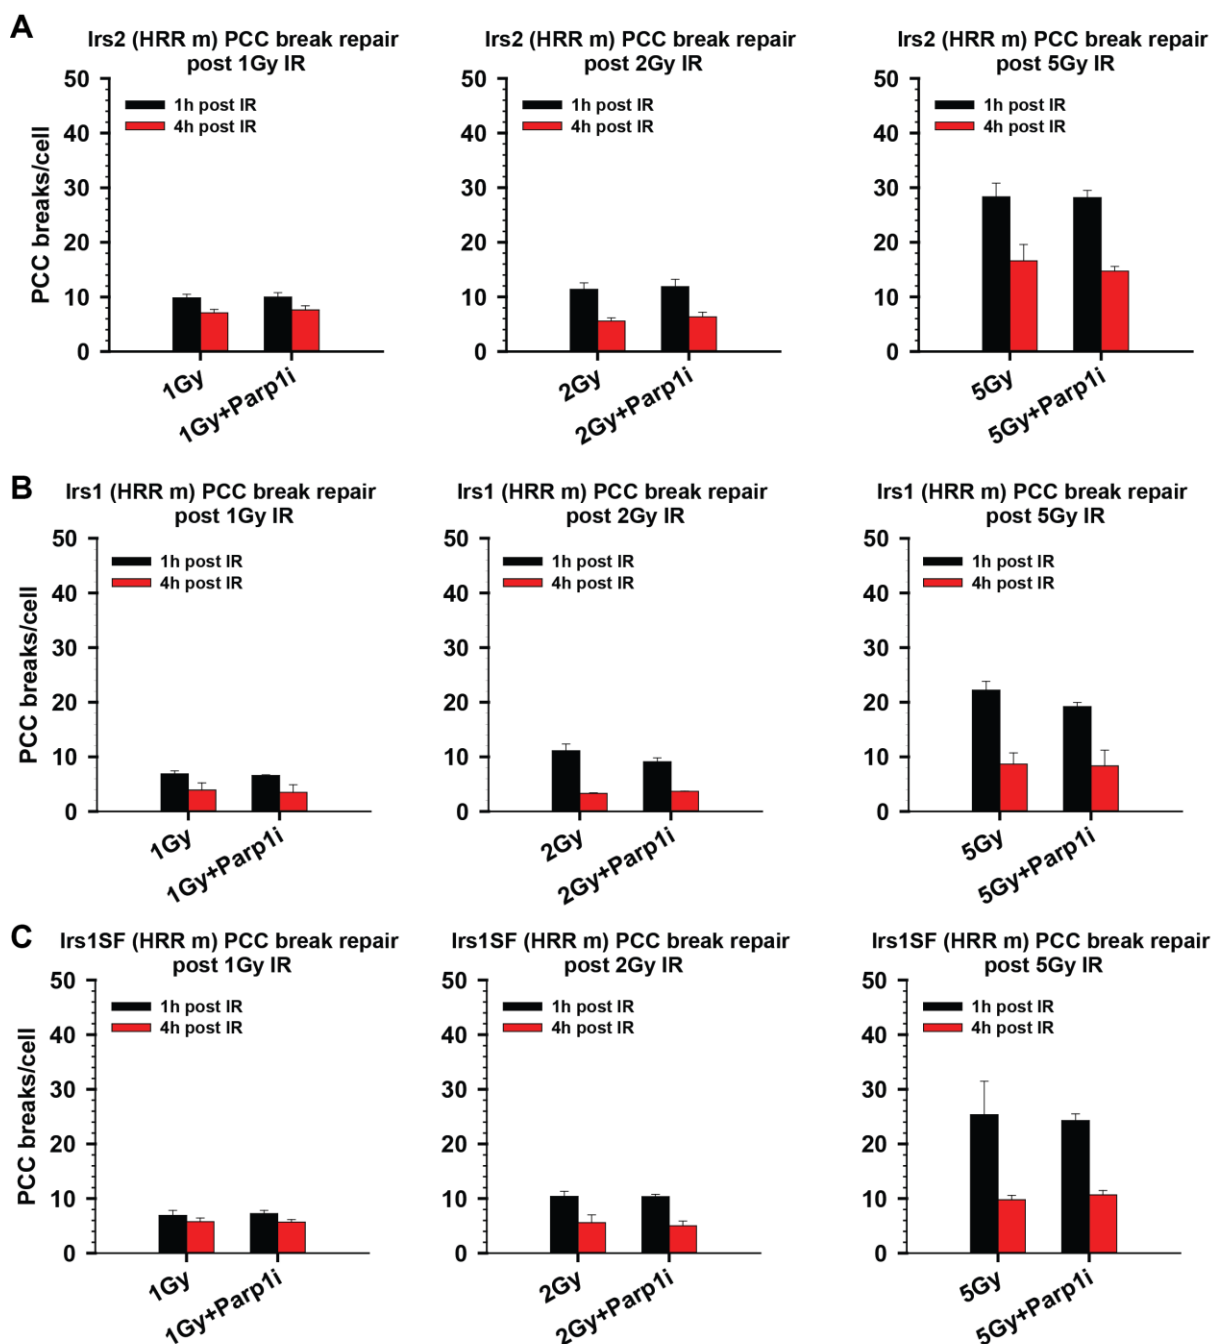 A
Irs2 (HRR m) PCC break repair
post 1Gy IR
Irs2 (HRR m) PCC break repair
post 2Gy IR
Irs2 (HRR m) PCC break repair
post 5Gy IR
PCC breaks/cell
50
40
30
20
10
0
1h post IR
4h post IR
1Gy
1Gy+Parp1i
50
40
30
20
10
0
1h post IR
4h post IR
2Gy
2Gy+Parp1i
50
40
30
20
10
0
1h post IR
4h post IR
5Gy
5Gy+Parp1i
B
Irs1 (HRR m) PCC break repair
post 1Gy IR
Irs1 (HRR m) PCC break repair
post 2Gy IR
Irs1 (HRR m) PCC break repair
post 5Gy IR
PCC breaks/cell
50
40
30
20
10
0
1h post IR
4h post IR
1Gy
1Gy+Parp1i
50
40
30
20
10
0
1h post IR
4h post IR
2Gy
2Gy+Parp1i
50
40
30
20
10
0
1h post IR
4h post IR
5Gy
5Gy+Parp1i
C
Irs1SF (HRR m) PCC break repair
post 1Gy IR
Irs1SF (HRR m) PCC break repair
post 2Gy IR
Irs1SF (HRR m) PCC break repair
post 5Gy IR
PCC breaks/cell
50
40
30
20
10
0
1h post IR
4h post IR
1Gy
1Gy+Parp1i
50
40
30
20
10
0
1h post IR
4h post IR
2Gy
2Gy+Parp1i
50
40
30
20
10
0
1h post IR
4h post IR
5Gy
5Gy+Parp1i